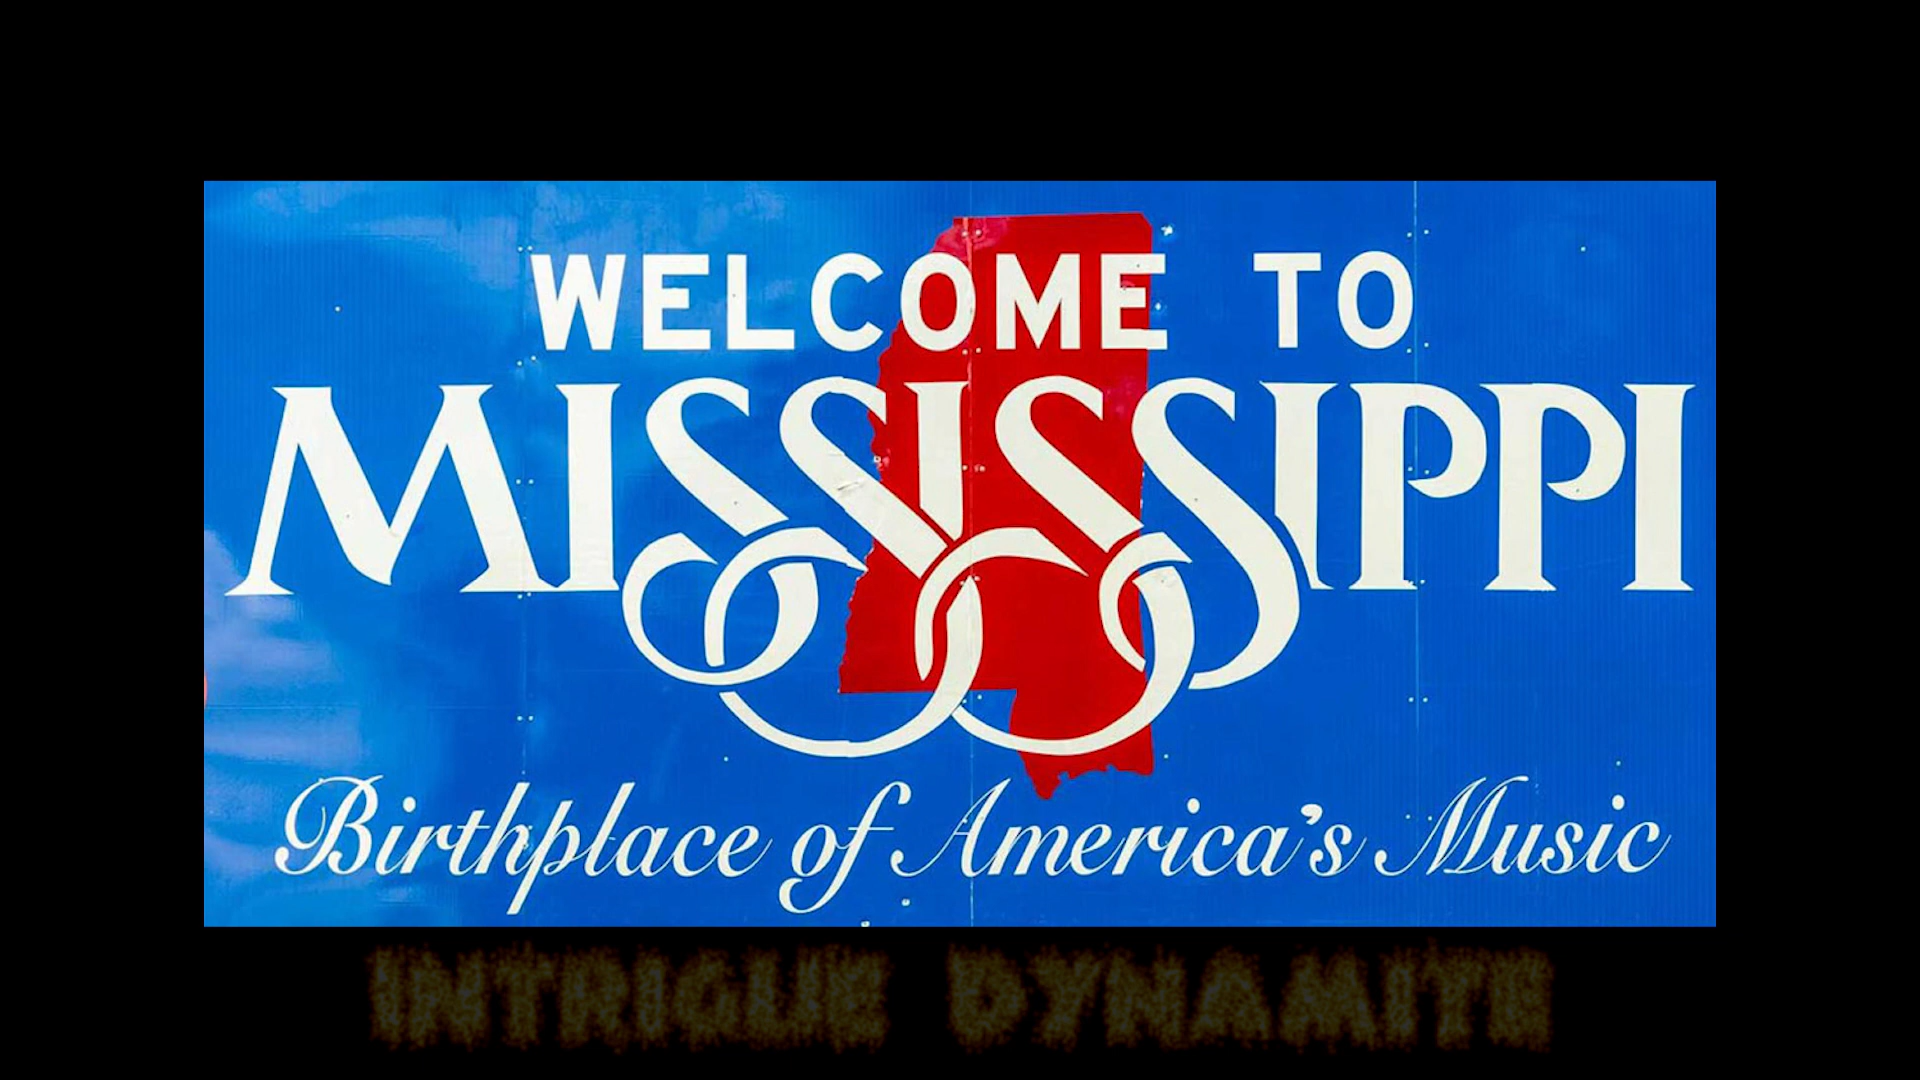 WELCOME TO
MISSISSIPPI
Birthplace of America's Music
INTRIGUE DYNAMITE